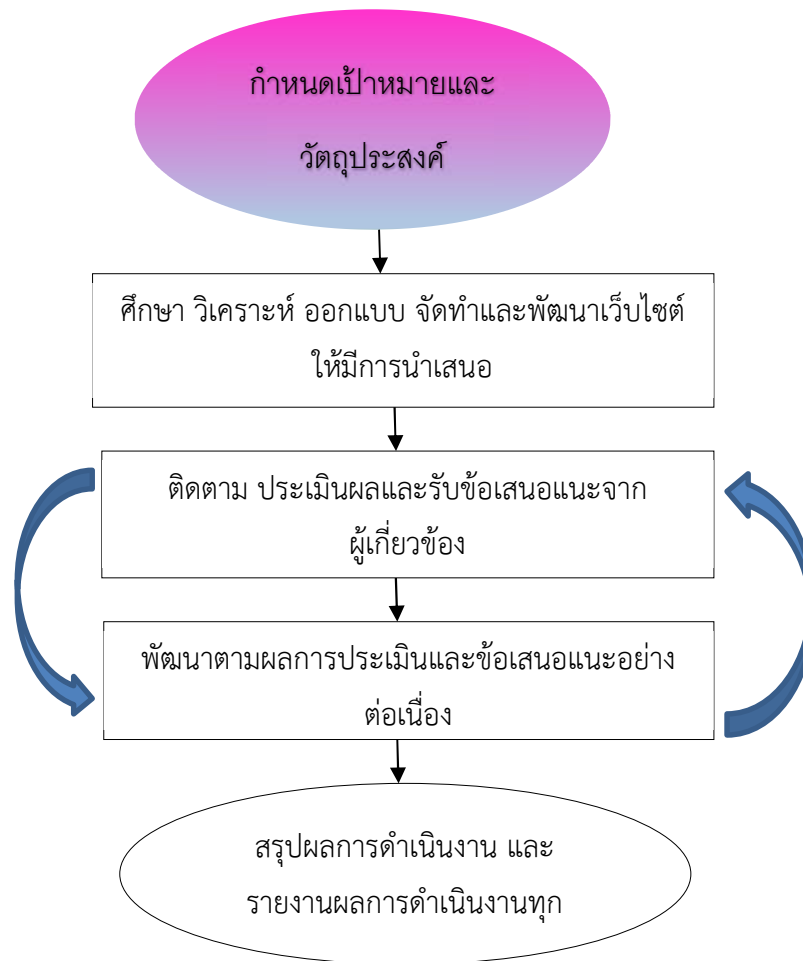 กำหนดเป้าหมายและ
วัตถุประสงค์
ศึกษา วิเคราะห์ ออกแบบ จัดทำและพัฒนาเว็บไซต์
ให้มีการนำเสนอ
ติดตาม ประเมินผลและรับข้อเสนอแนะจาก
ผู้เกี่ยวข้อง
พัฒนาตามผลการประเมินและข้อเสนอแนะอย่าง
ต่อเนื่อง
สรุปผลการดำเนินงาน และ
รายงานผลการดำเนินงานทุก